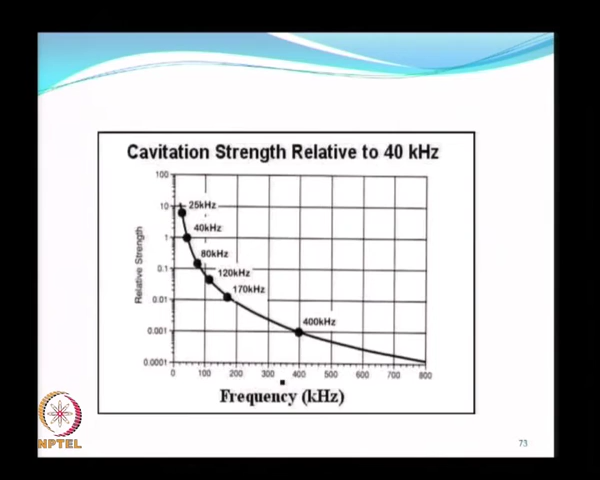 Cavitation Strength Relative to 40 kHz
100
10
1
0.1
0.01
0.001
0.0001
Relative Strength
25kHz
40kHz
80kHz
120kHz
170kHz
400kHz
0 100 200 300 400 500 600 700 800
Frequency (kHz)
NPTEL
73